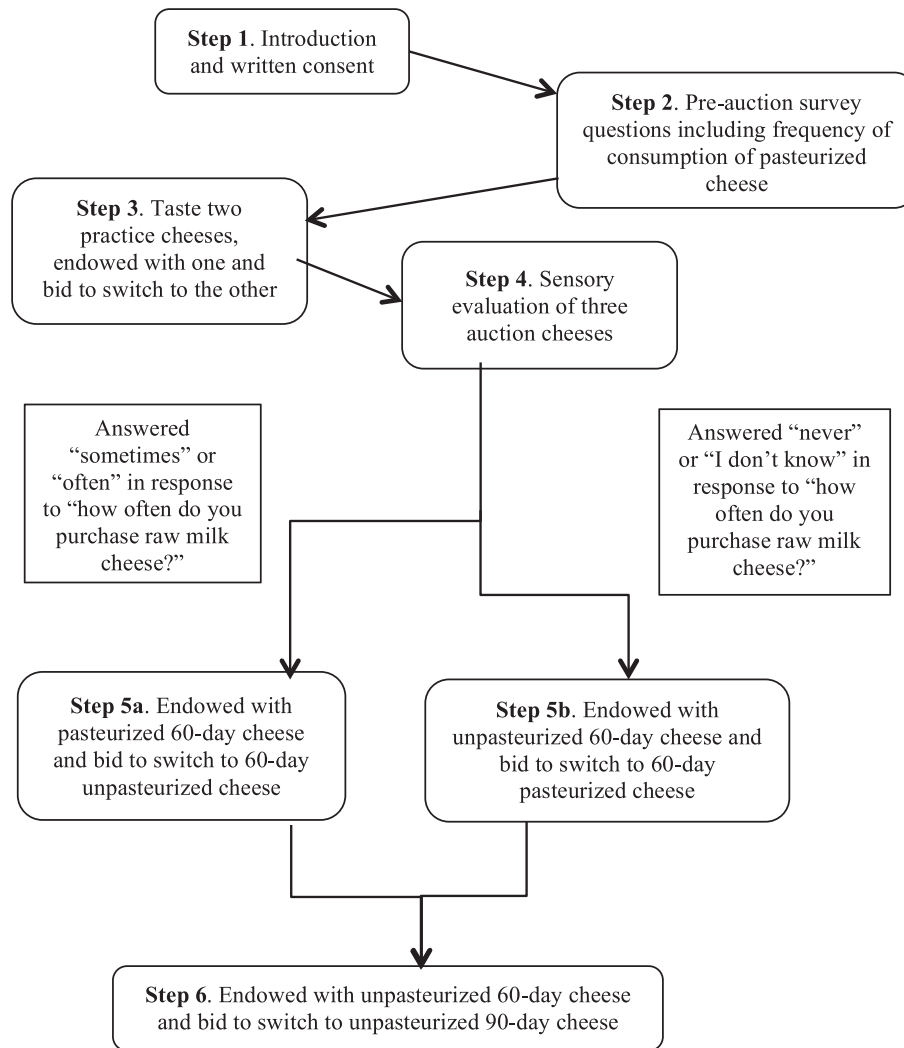 Step 1. Introduction
and written consent
Step 2. Pre-auction survey
questions including frequency of
consumption of pasteurized
cheese
Step 3. Taste two
practice cheeses,
endowed with one and
bid to switch to the other
Step 4. Sensory
evaluation of three
auction cheeses
Answered
“sometimes” or
“often” in response
to “how often do you
purchase raw milk
cheese?”
Answered “never”
or “I don’t know” in
response to “how
often do you
purchase raw milk
cheese?”
Step 5a. Endowed with
pasteurized 60-day cheese
and bid to switch to 60-day
unpasteurized cheese
Step 5b. Endowed with
unpasteurized 60-day cheese and
bid to switch to 60-day
pasteurized cheese
Step 6. Endowed with unpasteurized 60-day cheese
and bid to switch to unpasteurized 90-day cheese